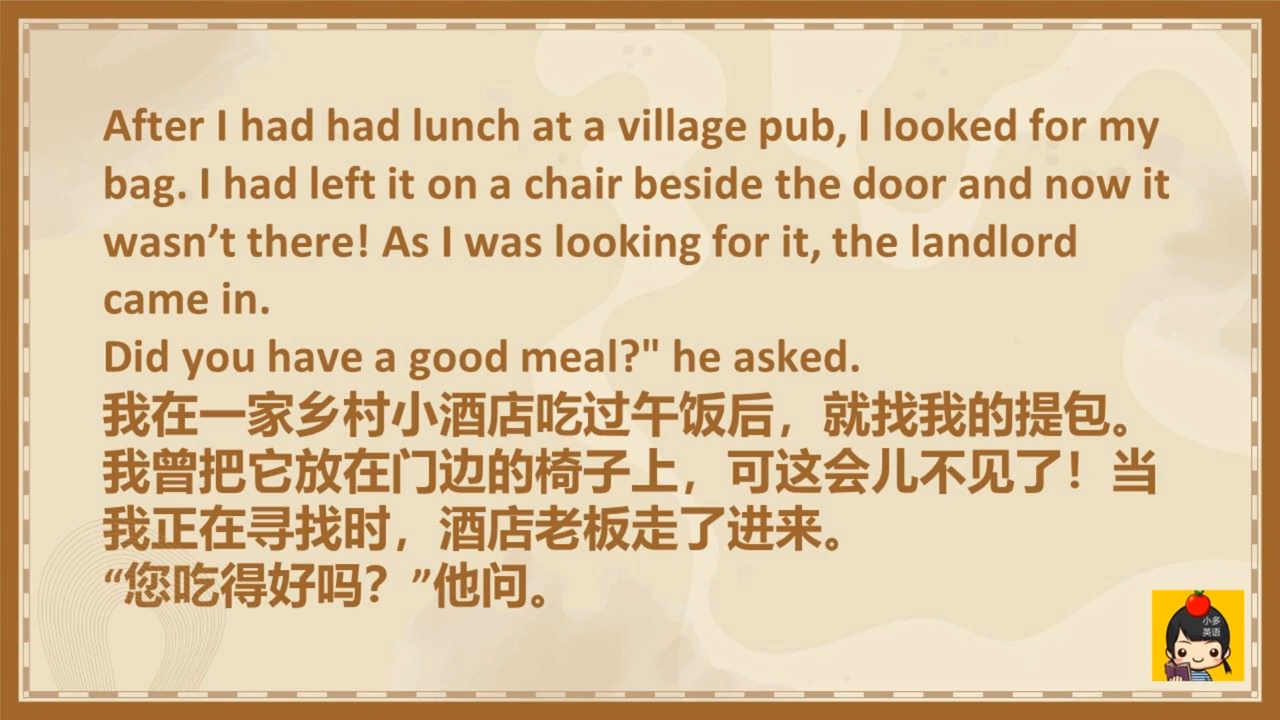 After I had had lunch at a village pub, I looked for my
bag. I had left it on a chair beside the door and now it
wasn’t there! As I was looking for it, the landlord
came in.
Did you have a good meal?" he asked.
我在一家乡村小酒店吃过午饭后，就找我的提包。
我曾把它放在门边的椅子上，可这会儿不见了！当
我正在寻找时，酒店老板走了进来。
“您吃得好吗？”他问。
小多
英语